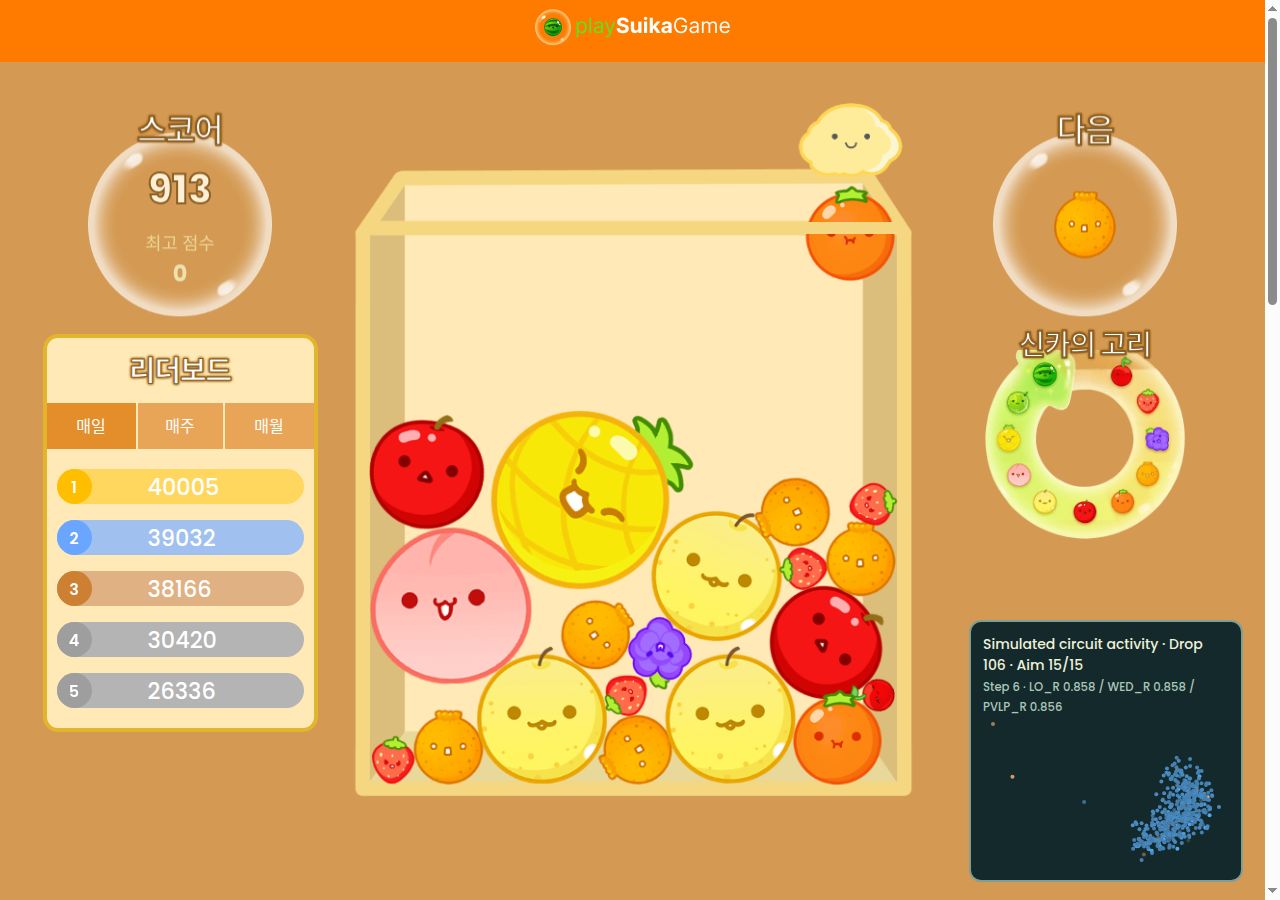 playSuikaGame
스코어
913
최고 점수
0
다음
신카의 고리
리더보드
매일 매주 매월
1 40005
2 39032
3 38166
4 30420
5 26336
Simulated circuit activity · Drop
106 · Aim 15/15
Step 6 · LO_R 0.858 / WED_R 0.858 /
PVLP_R 0.856